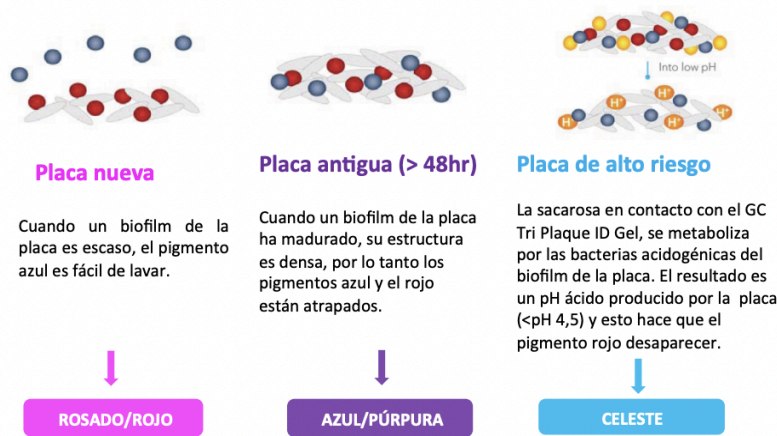 Into low pH
H+
H+
H+
H+
Placa nueva
Cuando un biofilm de la
placa es escaso, el pigmento
azul es fácil de lavar.
ROSADO/ROJO
Placa antigua (> 48hr)
Cuando un biofilm de la placa
ha madurado, su estructura
es densa, por lo tanto los
pigmentos azul y el rojo
están atrapados.
AZUL/PÚRPURA
Placa de alto riesgo
La sacarosa en contacto con el GC
Tri Plaque ID Gel, se metaboliza
por las bacterias acidogénicas del
biofilm de la placa. El resultado es
un pH ácido producido por la  placa
(<pH 4,5) y esto hace que el
pigmento rojo desaparecer.
CELESTE